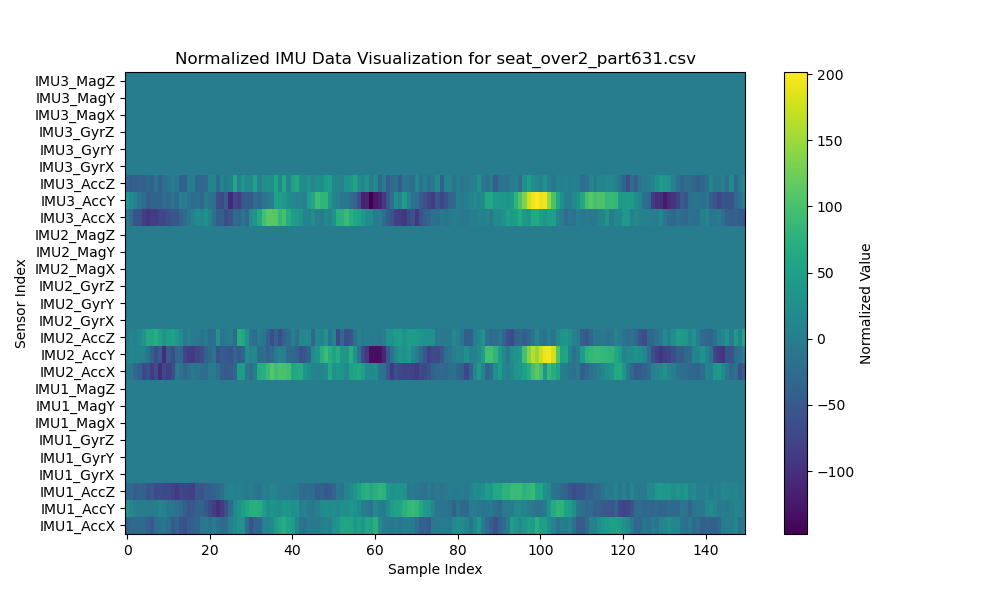 Normalized IMU Data Visualization for seat_over2_part631.csv
IMU3_MagZ
IMU3_MagY
IMU3_MagX
IMU3_GyrZ
IMU3_GyrY
IMU3_GyrX
IMU3_AccZ
IMU3_AccY
IMU3_AccX
IMU2_MagZ
IMU2_MagY
IMU2_MagX
IMU2_GyrZ
IMU2_GyrY
IMU2_GyrX
IMU2_AccZ
IMU2_AccY
IMU2_AccX
IMU1_MagZ
IMU1_MagY
IMU1_MagX
IMU1_GyrZ
IMU1_GyrY
IMU1_GyrX
IMU1_AccZ
IMU1_AccY
IMU1_AccX
Sensor Index
0 20 40 60 80 100 120 140
Sample Index
200
150
100
50
0
−50
−100
Normalized Value